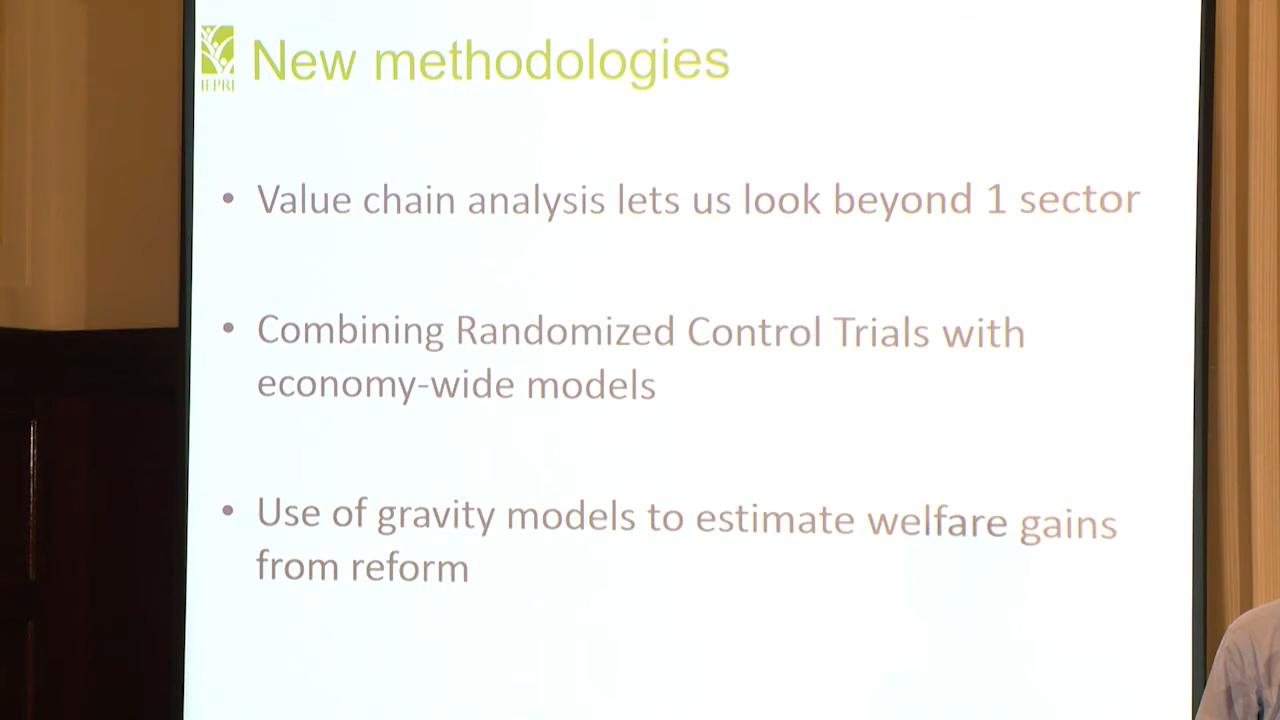 IFPRI
New methodologies
• Value chain analysis lets us look beyond 1 sector
• Combining Randomized Control Trials with
economy-wide models
• Use of gravity models to estimate welfare gains
from reform